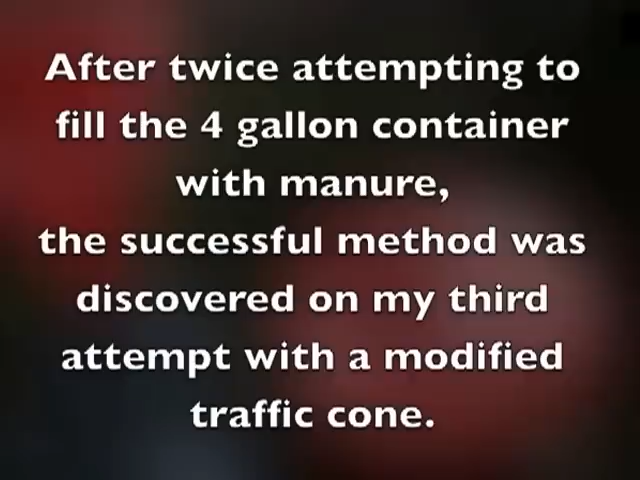 After twice attempting to
fill the 4 gallon container
with manure,
the successful method was
discovered on my third
attempt with a modified
traffic cone.